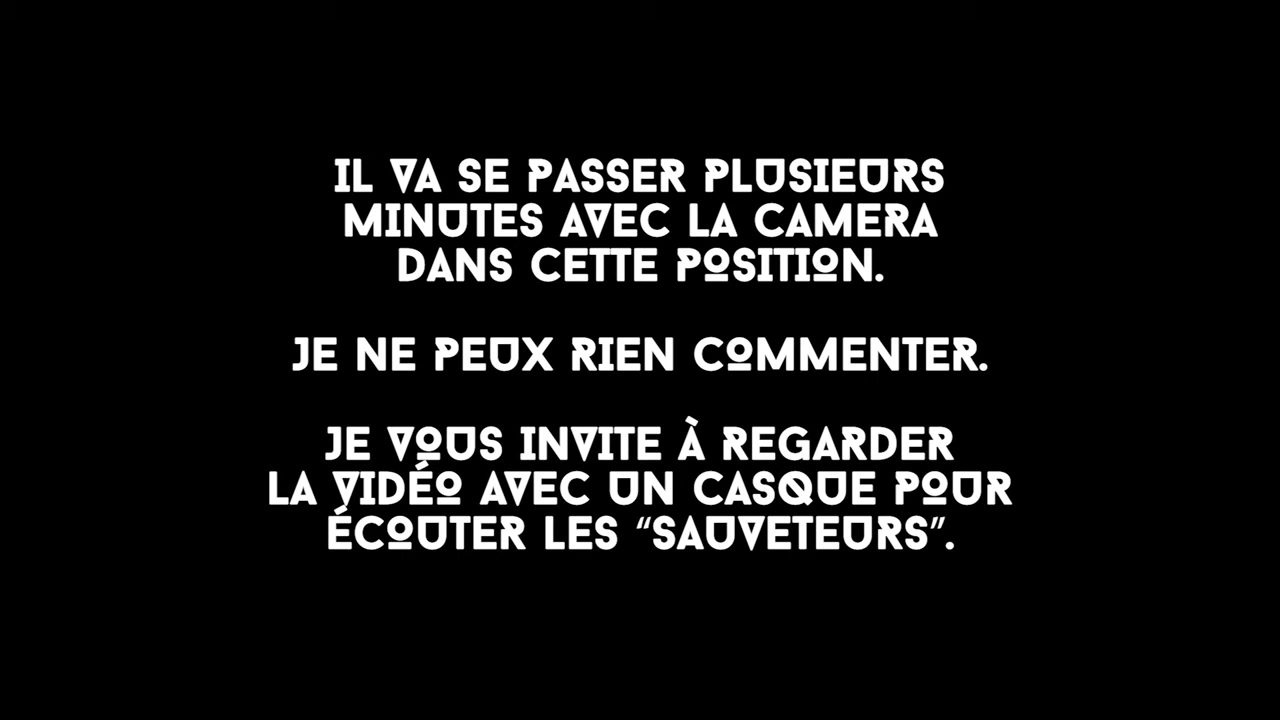 IL VA SE PASSER PLUSIEURS
MINUTES AVEC LA CAMERA
DANS CETTE POSITION.
JE NE PEUX RIEN COMMENTER.
JE VOUS INVITE À REGARDER
LA VIDÉO AVEC UN CASQUE POUR
ÉCOUTER LES “SAUVETEURS”.